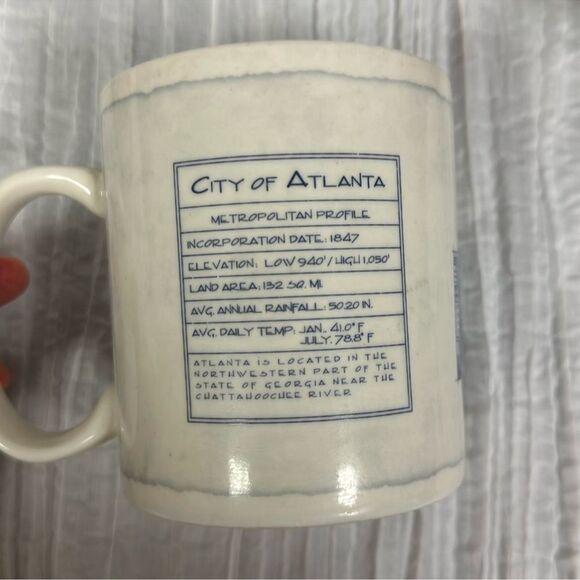 CITY OF ATLANTA
METROPOLITAN PROFILE
INCORPORATION DATE: 1847
ELEVATION: LOW 940' / HIGH 1,050'
LAND AREA: 132 SQ. MI.
AVG. ANNUAL RAINFALL: 50.20 IN.
AVG. DAILY TEMP: JAN.. 41.0° F
JULY. 78.8° F
ATLANTA IS LOCATED IN THE
NORTHWESTERN PART OF THE
STATE OF GEORGIA NEAR THE
CHATTAHOOCHEE RIVER